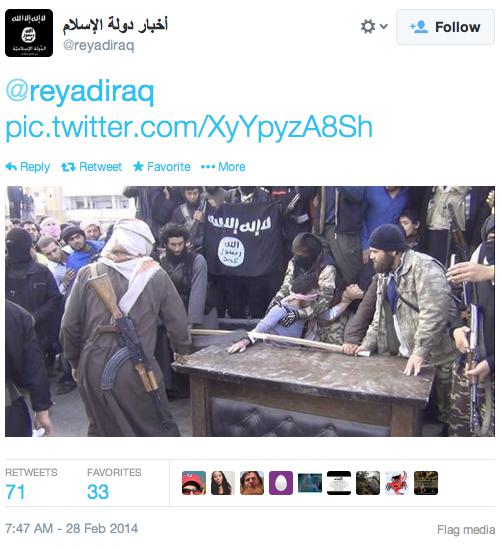 أخبار دولة الإسلام
@reyadiraq
Follow
@reyadiraq
pic.twitter.com/XyYpyzA8Sh
Reply Retweet Favorite More
لا إله إلا الله
الله
رسول
محمد
RETWEETS FAVORITES
71 33
7:47 AM - 28 Feb 2014
Flag media